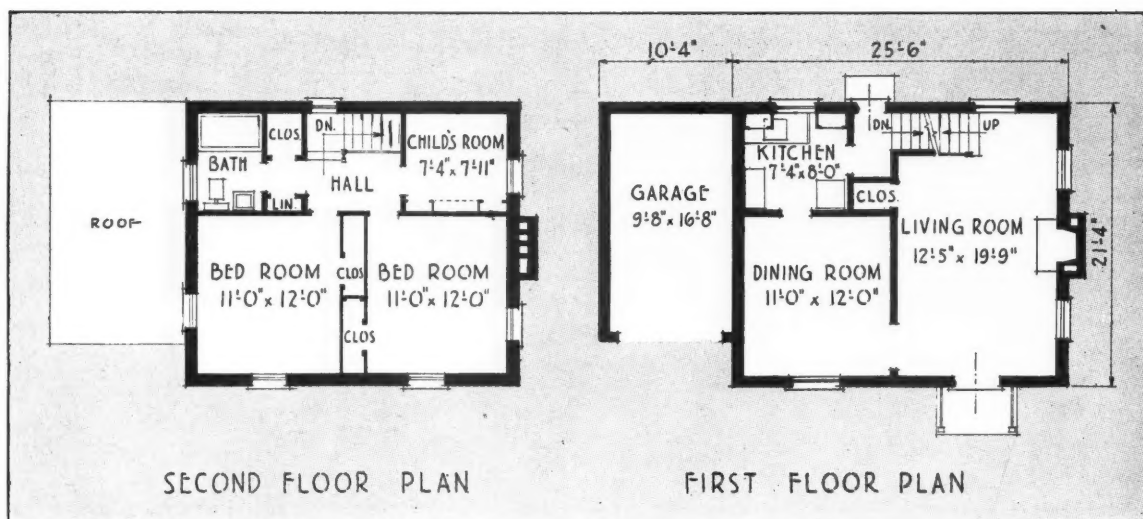 CLOS.
DN.
BATH
CHILD'S ROOM
7'-4" x 7'-11"
HALL
LIN.
ROOF
BED ROOM
11'-0" x 12'-0"
CLOS
BED ROOM
11'-0" x 12'-0"
CLOS
SECOND FLOOR PLAN
10'-4"
25'-6"
DN.
UP
KITCHEN
7'-4" x 8'-0"
GARAGE
9'-8" x 16'-8"
CLOS.
LIVING ROOM
12'-5" x 19'-9"
21'-4"
DINING ROOM
11'-0" x 12'-0"
FIRST FLOOR PLAN